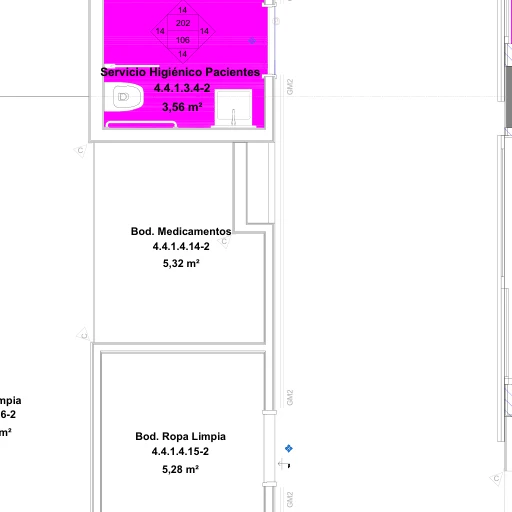 14
202
14
14
106
14
Servicio Higiénico Pacientes
4.4.1.3.4-2
3,56 m²
GM2
C
Bod. Medicamentos
4.4.1.4.14-2
5,32 m²
C
C
GM2
mpia
6-2
m²
Bod. Ropa Limpia
4.4.1.4.15-2
5,28 m²
C
GM2